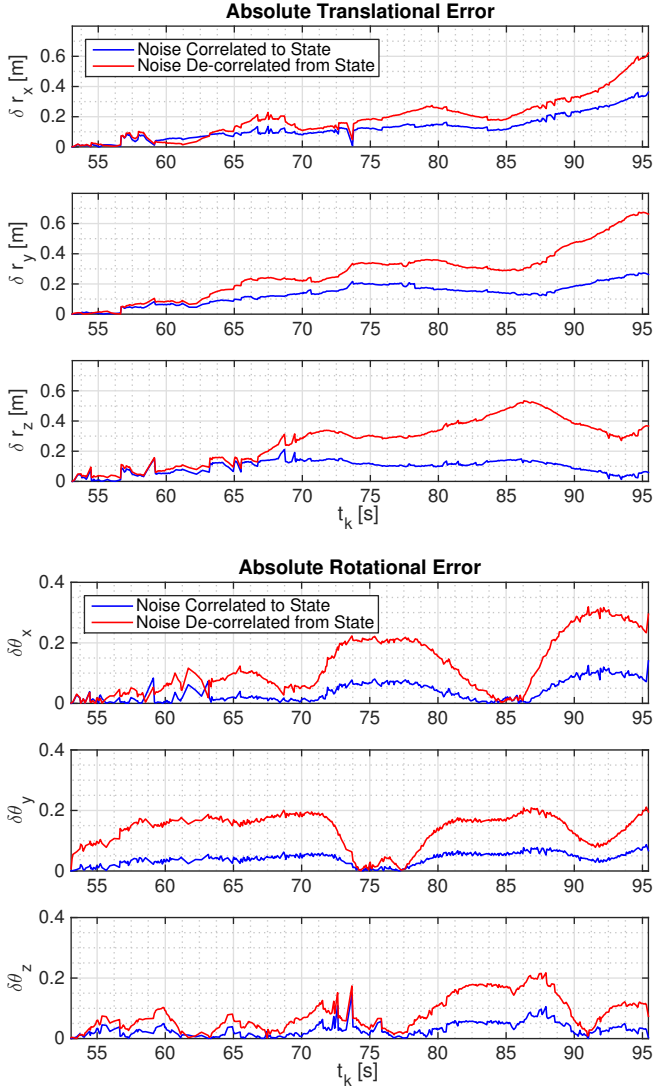 Absolute Translational Error
0.6
0.4
0.2
0
δ r_x [m]
Noise Correlated to State
Noise De-correlated from State
55 60 65 70 75 80 85 90 95
0.6
0.4
0.2
0
δ r_y [m]
55 60 65 70 75 80 85 90 95
0.6
0.4
0.2
0
δ r_z [m]
55 60 65 70 75 80 85 90 95
t_k [s]
Absolute Rotational Error
0.4
0.2
0
δθ_x
Noise Correlated to State
Noise De-correlated from State
55 60 65 70 75 80 85 90 95
0.4
0.2
0
δθ_y
55 60 65 70 75 80 85 90 95
0.4
0.2
0
δθ_z
55 60 65 70 75 80 85 90 95
t_k [s]